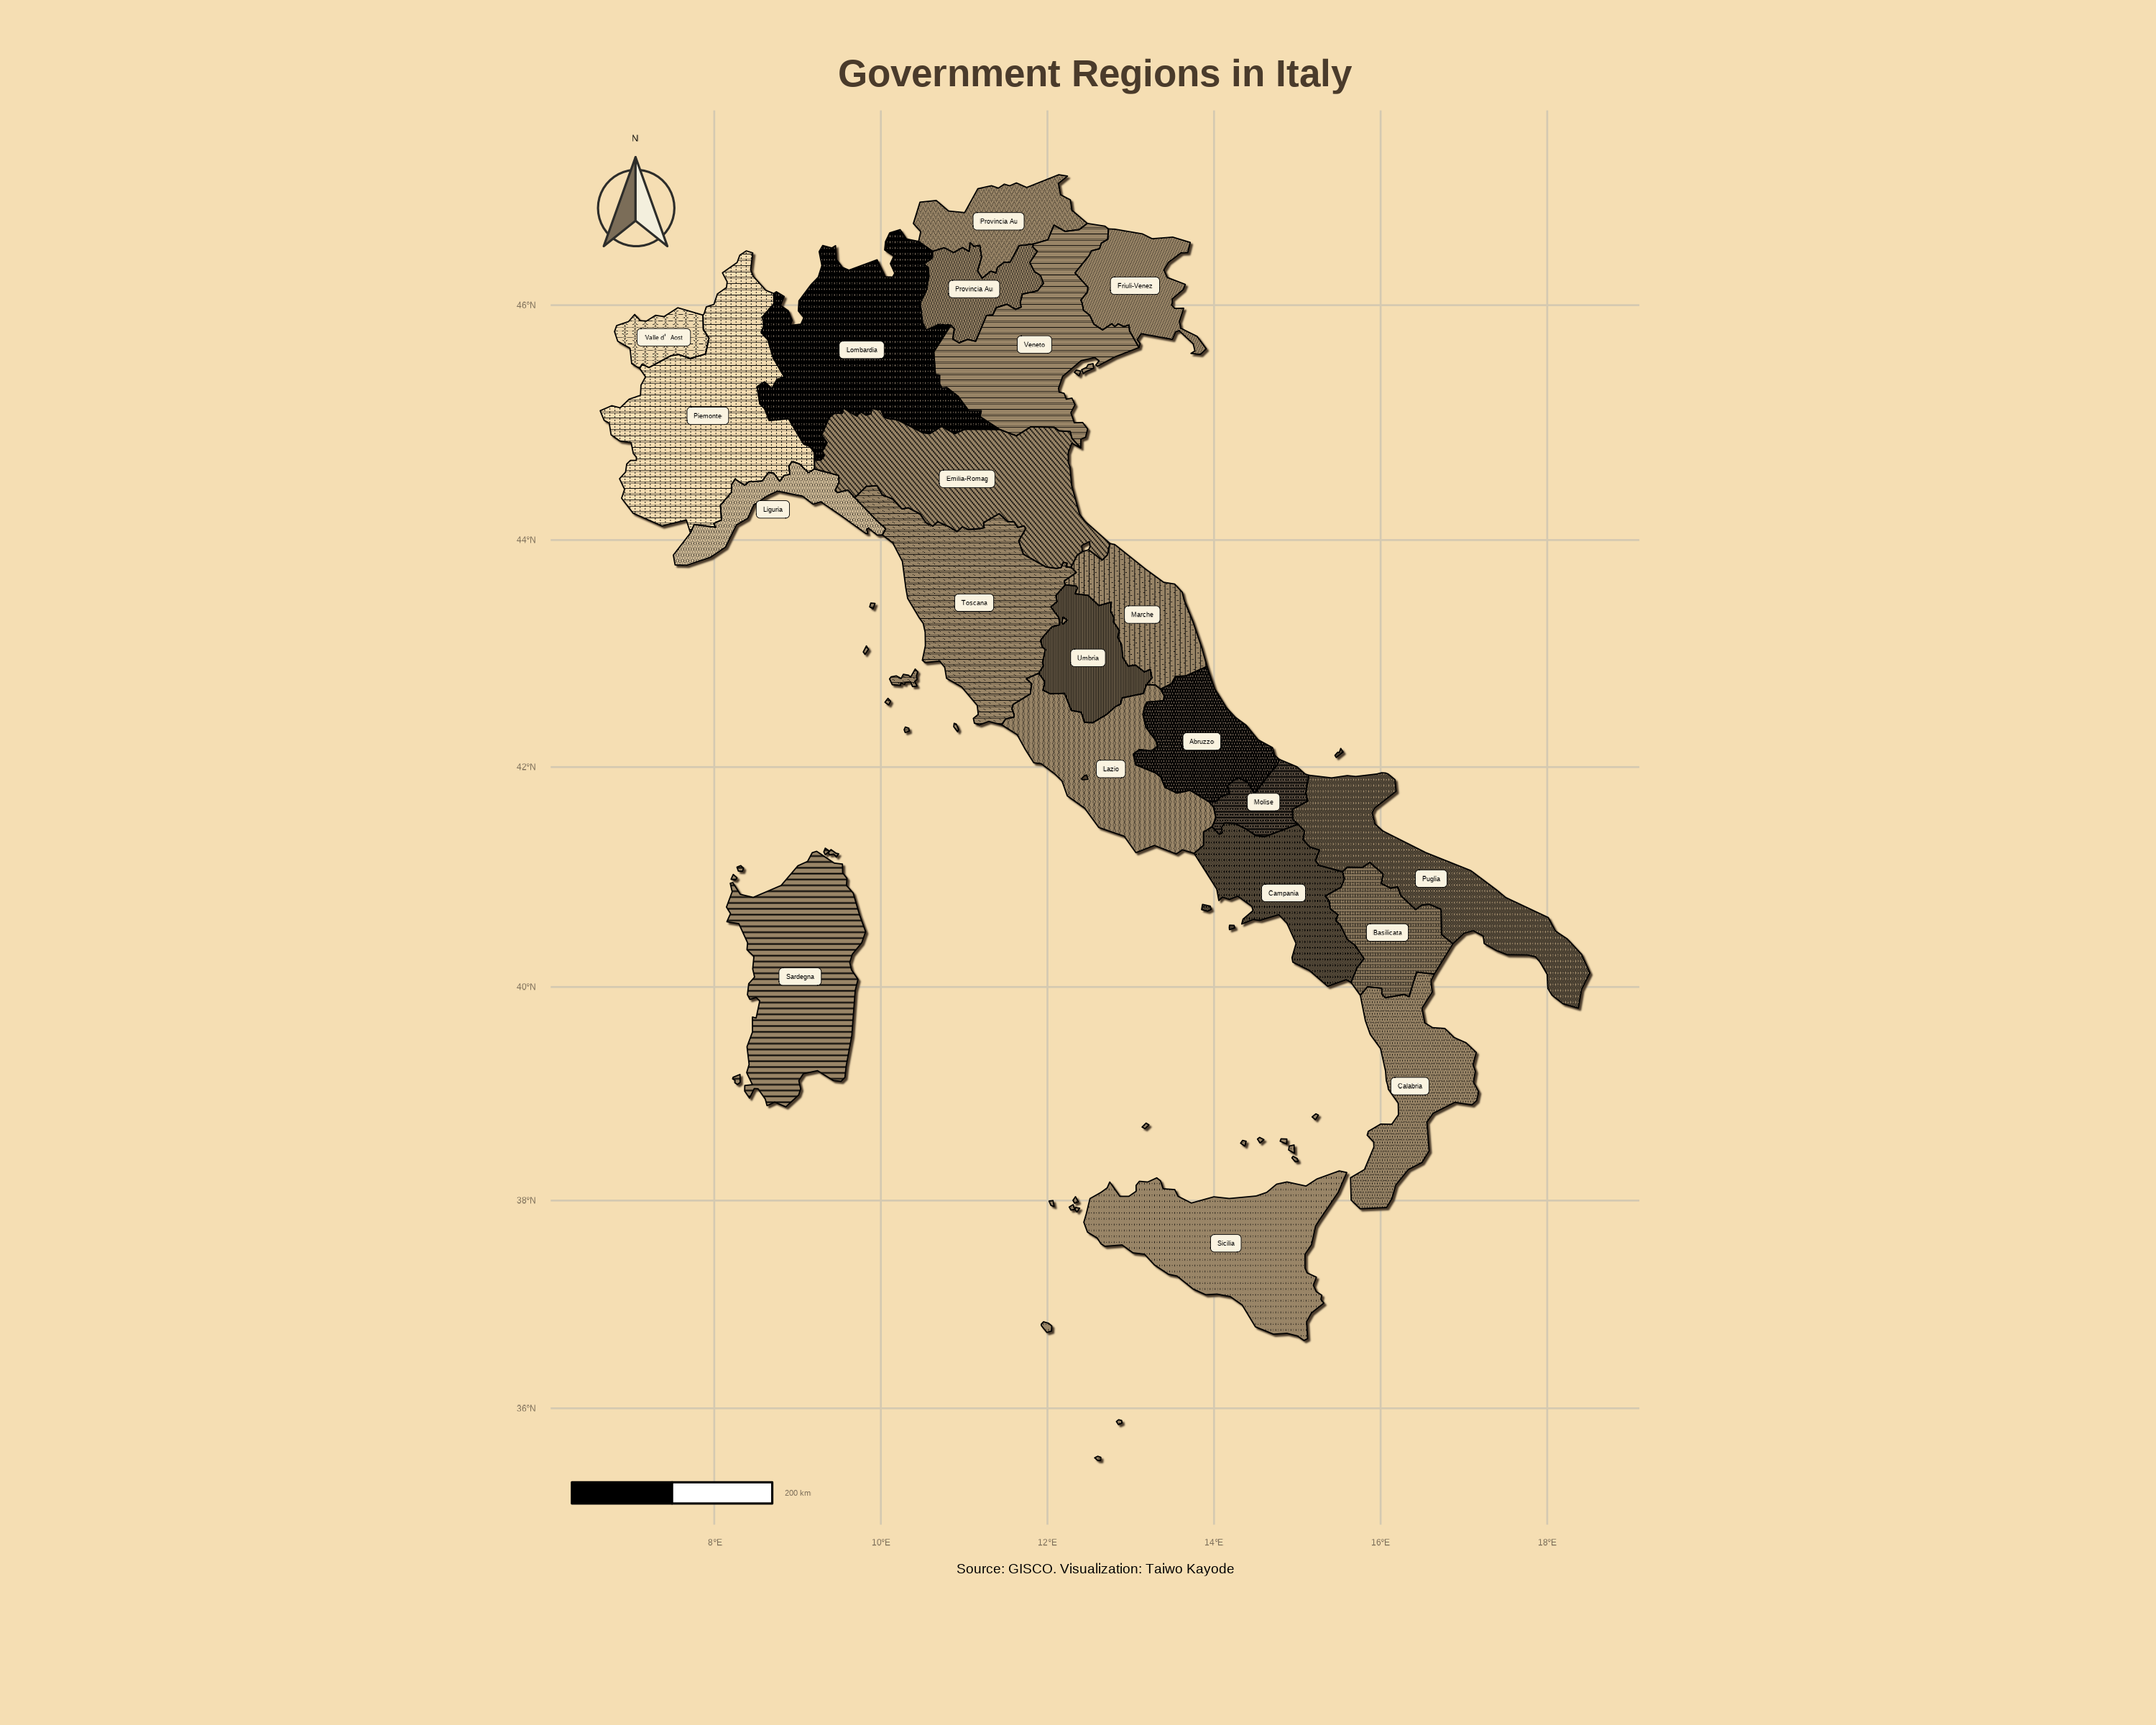 Government Regions in Italy
N
Provincia Au
Provincia Au
Friuli-Venez
46°N
Valle d' Aost
Lombardia
Veneto
Piemonte
Emilia-Romag
Liguria
44°N
Toscana
Marche
Umbria
Abruzzo
42°N
Lazio
Molise
Puglia
Campania
Basilicata
Sardegna
40°N
Calabria
38°N
Sicilia
36°N
200 km
8°E
10°E
12°E
14°E
16°E
18°E
Source: GISCO. Visualization: Taiwo Kayode